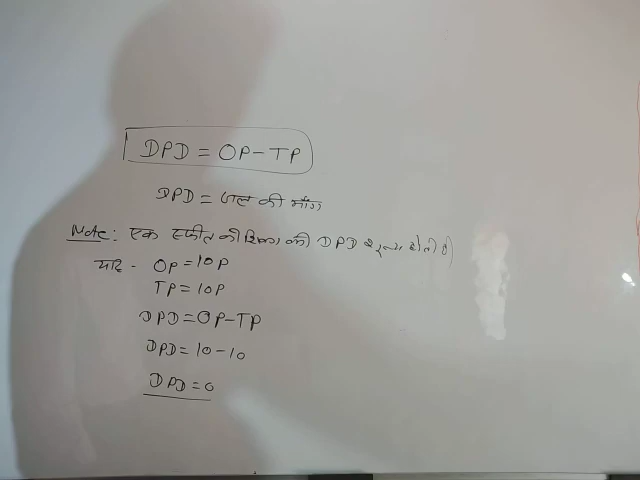 DPD = OP-TP
DPD = जल की माँग
Note: एक स्फीत कोशिका की DPD शून्य होती है
यदि - OP = 10P
TP = 10P
DPD = OP-TP
DPD = 10-10
DPD = 0